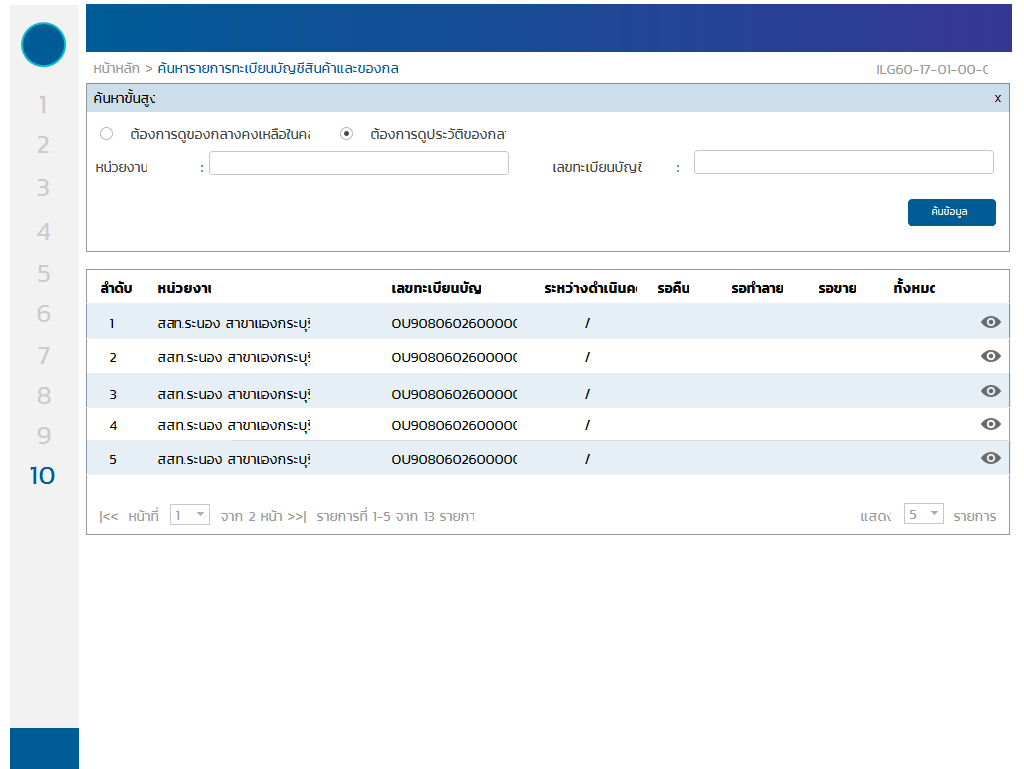 1
2
3
4
5
6
7
8
9
10
หน้าหลัก > ค้นหารายการทะเบียนบัญชีสินค้าและของกล
ILG60-17-01-00-0
ค้นหาขั้นสูง x
ต้องการดูของกลางคงเหลือในค ต้องการดูประวัติของกล
หน่วยงาน : เลขทะเบียนบัญชี :
ค้นข้อมูล
ลำดับ หน่วยงาน เลขทะเบียนบัญ ระหว่างดำเนินค รอคืน รอทำลาย รอขาย ทั้งหมด
1 สสท.ระนอง สาขาเองกระบุรี 0U9080602600000 /
2 สสท.ระนอง สาขาเองกระบุรี 0U9080602600000 /
3 สสท.ระนอง สาขาเองกระบุรี 0U9080602600000 /
4 สสท.ระนอง สาขาเองกระบุรี 0U9080602600000 /
5 สสท.ระนอง สาขาเองกระบุรี 0U9080602600000 /
|<< หน้าที่ 1 จาก 2 หน้า >>| รายการที่ 1-5 จาก 13 รายกา แสดง 5 รายการ